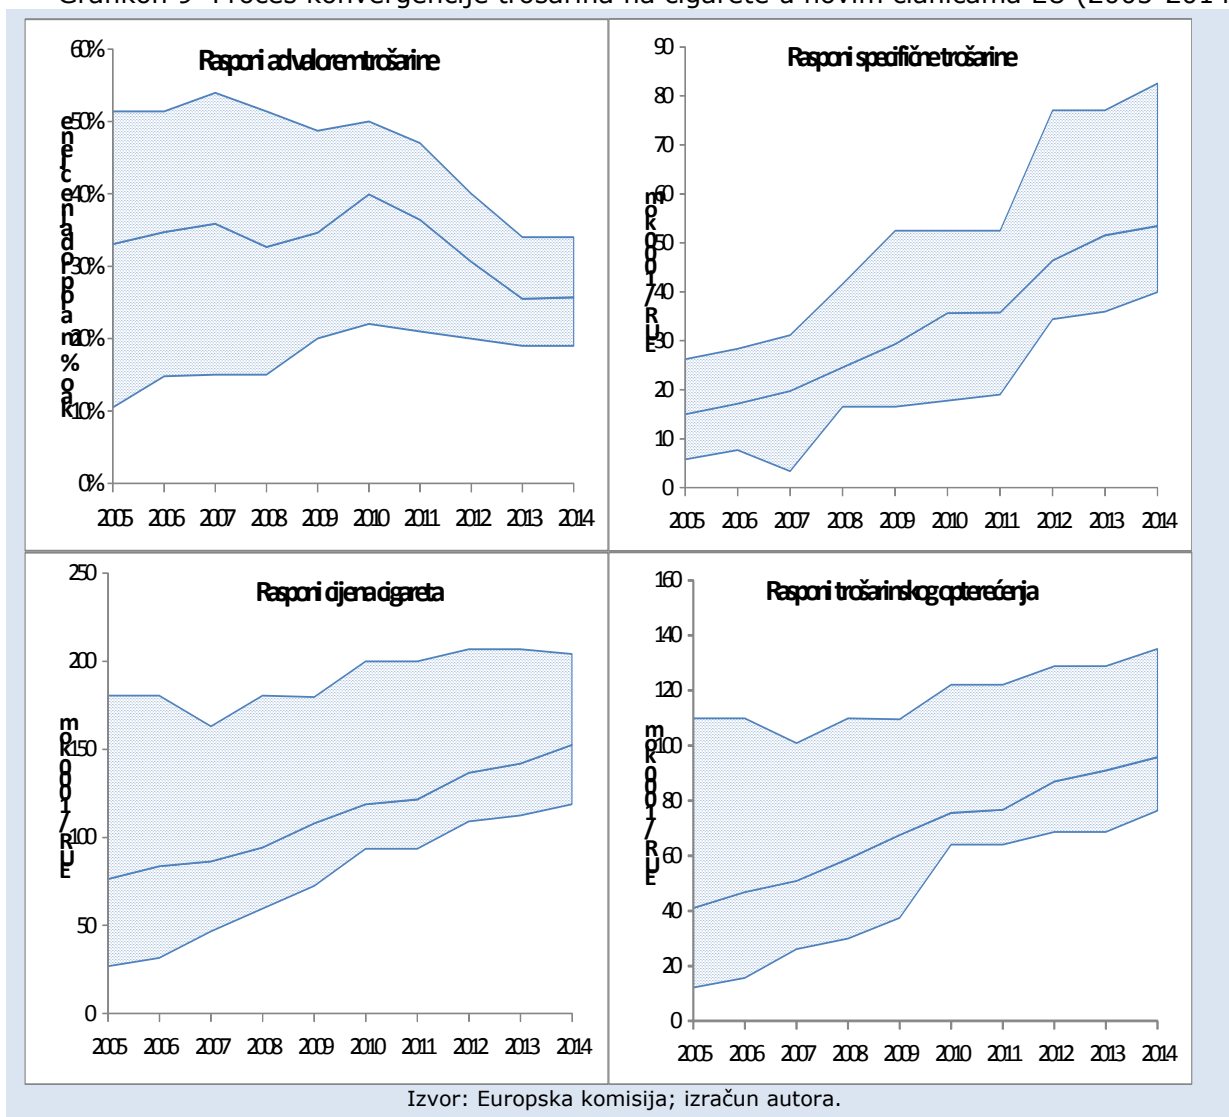 Grafikon 9 Proces konvergencije trošarina na cigarete u novim članicama EU (2005-2014
Rasponi ad valorem trošarine
kao % maloprodajne cijene
60%
50%
40%
30%
20%
10%
0%
2005 2006 2007 2008 2009 2010 2011 2012 2013 2014
Rasponi specifične trošarine
EUR/1000 kom
90
80
70
60
50
40
30
20
10
0
2005 2006 2007 2008 2009 2010 2011 2012 2013 2014
Rasponi cijena cigareta
EUR/1000 kom
250
200
150
100
50
0
2005 2006 2007 2008 2009 2010 2011 2012 2013 2014
Rasponi trošarinskog opterećenja
EUR/1000 kom
160
140
120
100
80
60
40
20
0
2005 2006 2007 2008 2009 2010 2011 2012 2013 2014
Izvor: Europska komisija; izračun autora.